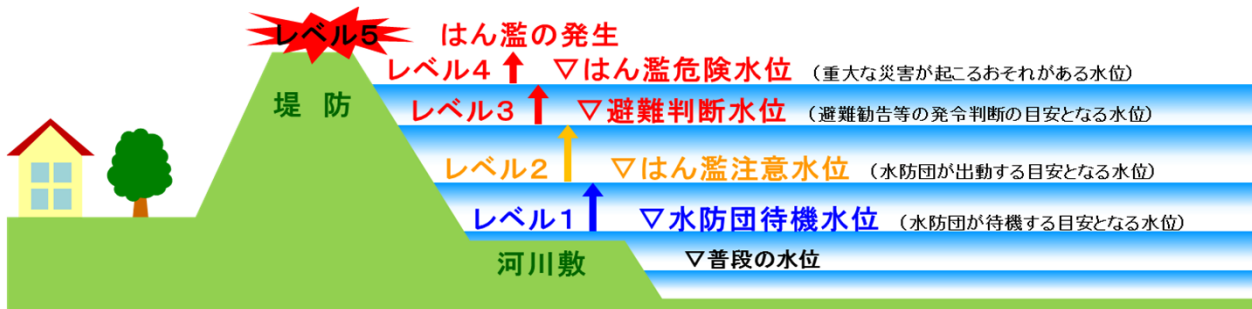 レベル5 はん濫の発生
レベル4 ▽はん濫危険水位 (重大な災害が起こるおそれがある水位)
堤 防
レベル3 ▽避難判断水位 (避難勧告等の発令判断の目安となる水位)
レベル2 ▽はん濫注意水位 (水防団が出動する目安となる水位)
レベル1 ▽水防団待機水位 (水防団が待機する目安となる水位)
河川敷 ▽普段の水位